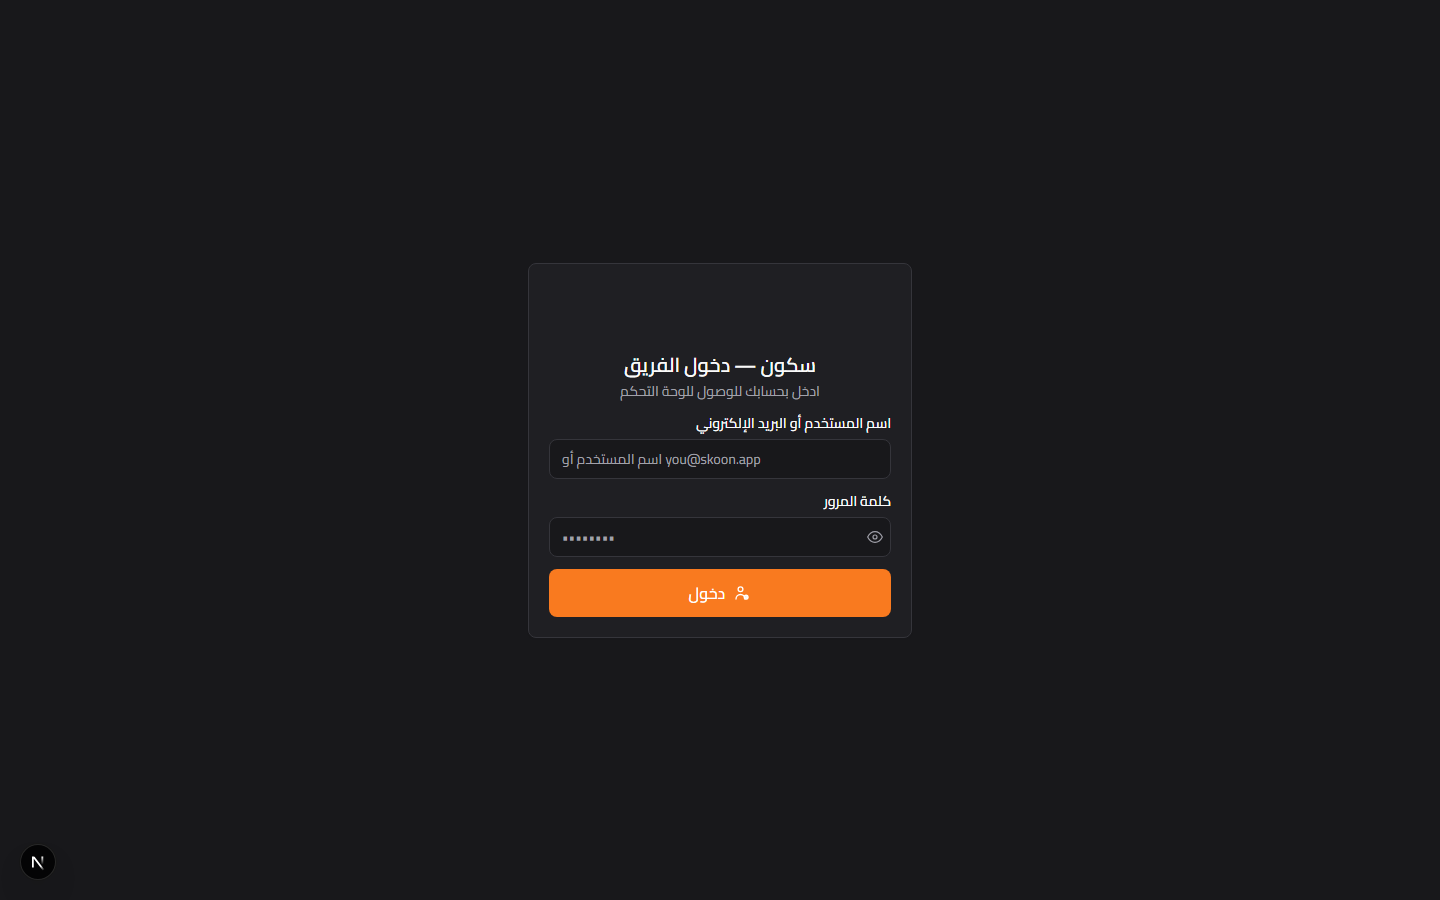 سكون — دخول الفريق
ادخل بحسابك للوصول للوحة التحكم
اسم المستخدم أو البريد الإلكتروني
اسم المستخدم أو you@skoon.app
كلمة المرور
••••••••
دخول
N